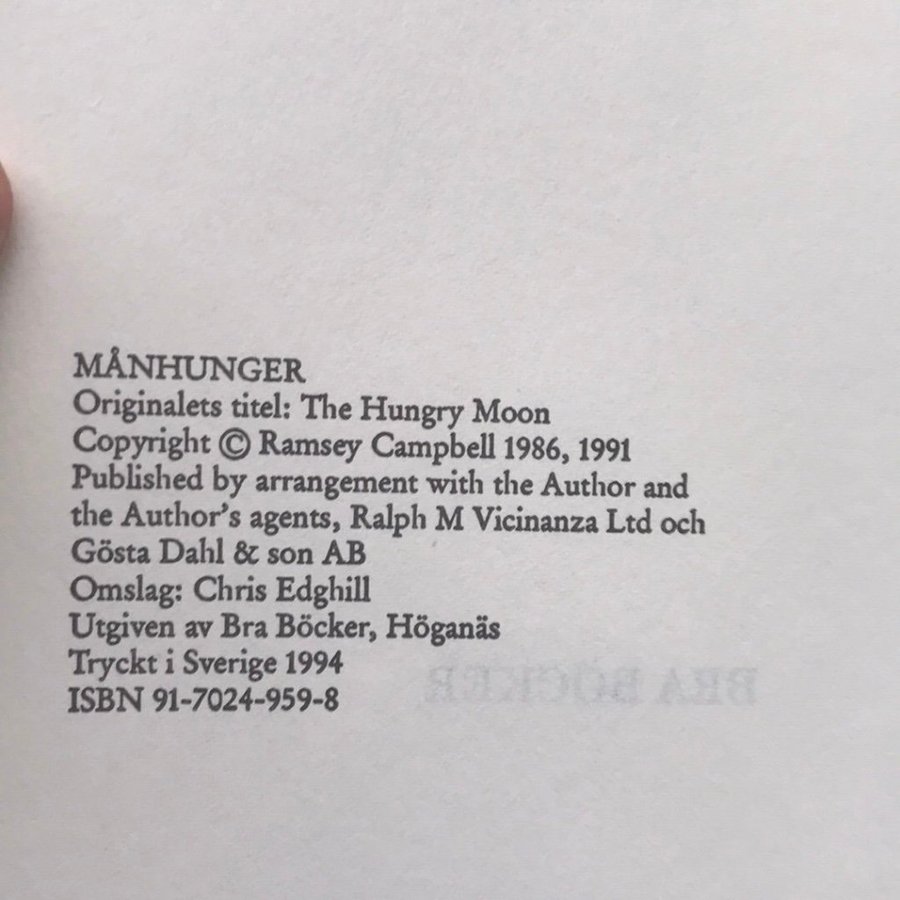 MÅNHUNGER
Originalets titel: The Hungry Moon
Copyright © Ramsey Campbell 1986, 1991
Published by arrangement with the Author and
the Author's agents, Ralph M Vicinanza Ltd och
Gösta Dahl & son AB
Omslag: Chris Edghill
Utgiven av Bra Böcker, Höganäs
Tryckt i Sverige 1994
ISBN 91-7024-959-8
BRA BÖCKER